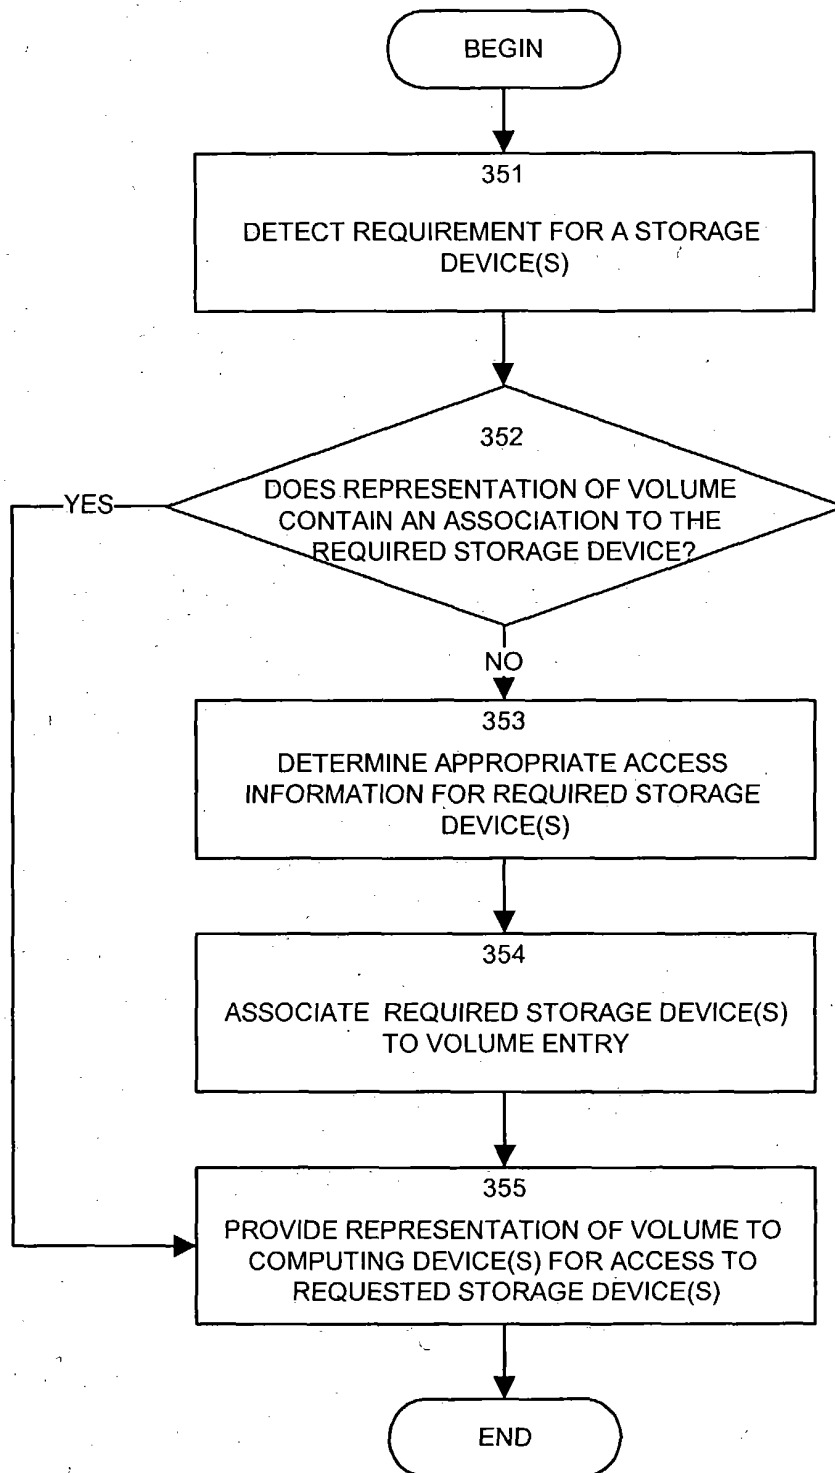 BEGIN
351
DETECT REQUIREMENT FOR A STORAGE
DEVICE(S)
352
DOES REPRESENTATION OF VOLUME
CONTAIN AN ASSOCIATION TO THE
REQUIRED STORAGE DEVICE?
YES
NO
353
DETERMINE APPROPRIATE ACCESS
INFORMATION FOR REQUIRED STORAGE
DEVICE(S)
354
ASSOCIATE REQUIRED STORAGE DEVICE(S)
TO VOLUME ENTRY
355
PROVIDE REPRESENTATION OF VOLUME TO
COMPUTING DEVICE(S) FOR ACCESS TO
REQUESTED STORAGE DEVICE(S)
END